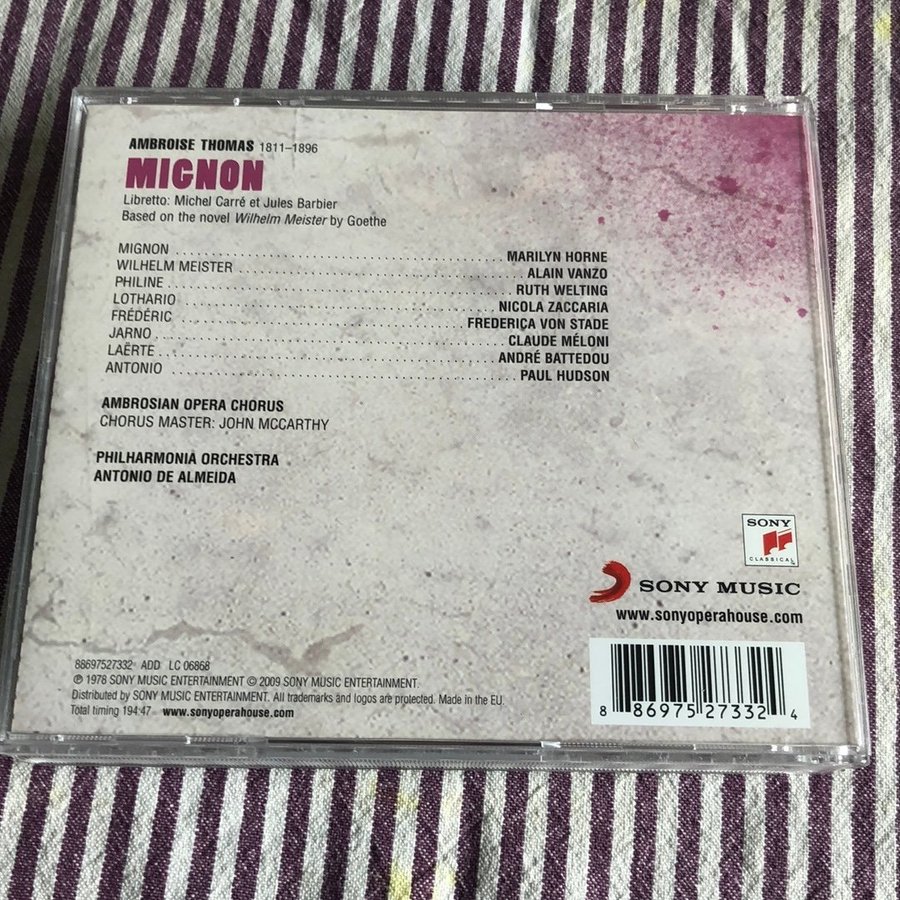 AMBROISE THOMAS 1811–1896
MIGNON
Libretto: Michel Carré et Jules Barbier
Based on the novel Wilhelm Meister by Goethe
MIGNON MARILYN HORNE
WILHELM MEISTER ALAIN VANZO
PHILINE RUTH WELTING
LOTHARIO NICOLA ZACCARIA
FRÉDÉRIC FREDERICA VON STADE
JARNO CLAUDE MÉLONI
LAËRTE ANDRÉ BATTEDOU
ANTONIO PAUL HUDSON
AMBROSIAN OPERA CHORUS
CHORUS MASTER: JOHN MCCARTHY
PHILHARMONIA ORCHESTRA
ANTONIO DE ALMEIDA
SONY
CLASSICAL
SONY MUSIC
www.sonyoperahouse.com
88697527332 ADD LC 06868
℗ 1978 SONY MUSIC ENTERTAINMENT © 2009 SONY MUSIC ENTERTAINMENT.
Distributed by SONY MUSIC ENTERTAINMENT. All trademarks and logos are protected. Made in the EU.
Total timing 194:47 www.sonyoperahouse.com
8 86975 27332 4